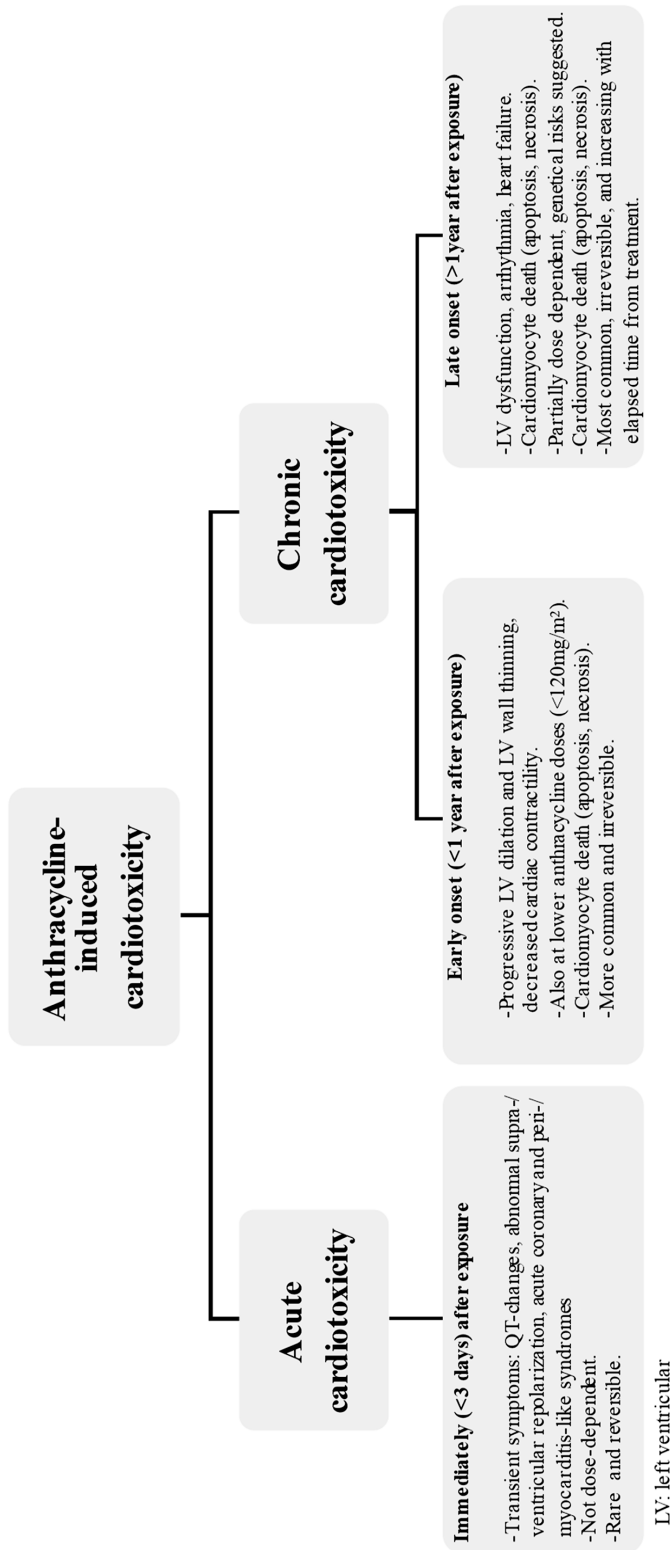 Anthracycline-
induced
cardiotoxicity
Acute
cardiotoxicity
Chronic
cardiotoxicity
Immediately (<3 days) after exposure
-Transient symptoms: QT-changes, abnormal supra-/
ventricular repolarization, acute coronary and peri-/
myocarditis-like syndromes
-Not dose-dependent.
-Rare and reversible.
Early onset (<1 year after exposure)
-Progressive LV dilation and LV wall thinning,
decreased cardiac contractility.
-Also at lower anthracycline doses (<120mg/m²).
-Cardiomyocyte death (apoptosis, necrosis).
-More common and irreversible.
Late onset (>1year after exposure)
-LV dysfunction, arrhythmia, heart failure.
-Cardiomyocyte death (apoptosis, necrosis).
-Partially dose dependent, genetical risks suggested.
-Cardiomyocyte death (apoptosis, necrosis).
-Most common, irreversible, and increasing with
elapsed time from treatment.
LV: left ventricular